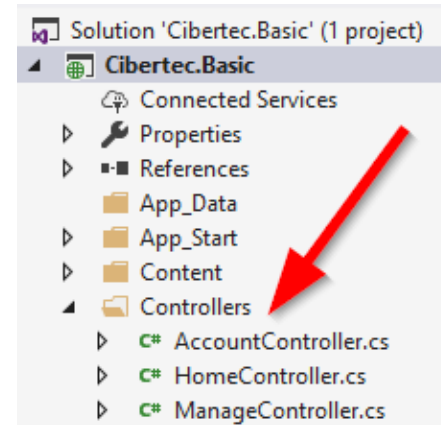 Solution 'Cibertec.Basic' (1 project)
Cibertec.Basic
Connected Services
Properties
References
App_Data
App_Start
Content
Controllers
C# AccountController.cs
C# HomeController.cs
C# ManageController.cs